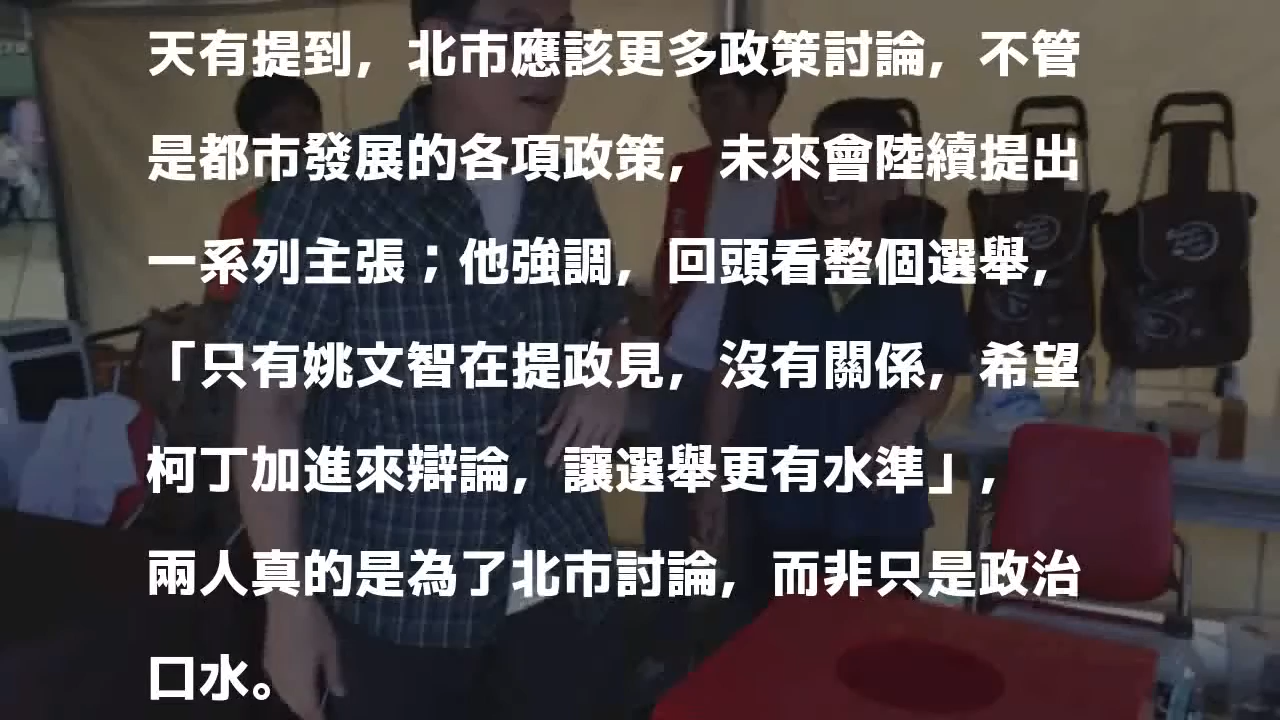 天有提到，北市應該更多政策討論，不管
是都市發展的各項政策，未來會陸續提出
一系列主張；他強調，回頭看整個選舉，
「只有姚文智在提政見，沒有關係，希望
柯丁加進來辯論，讓選舉更有水準」，
兩人真的是為了北市討論，而非只是政治
口水。